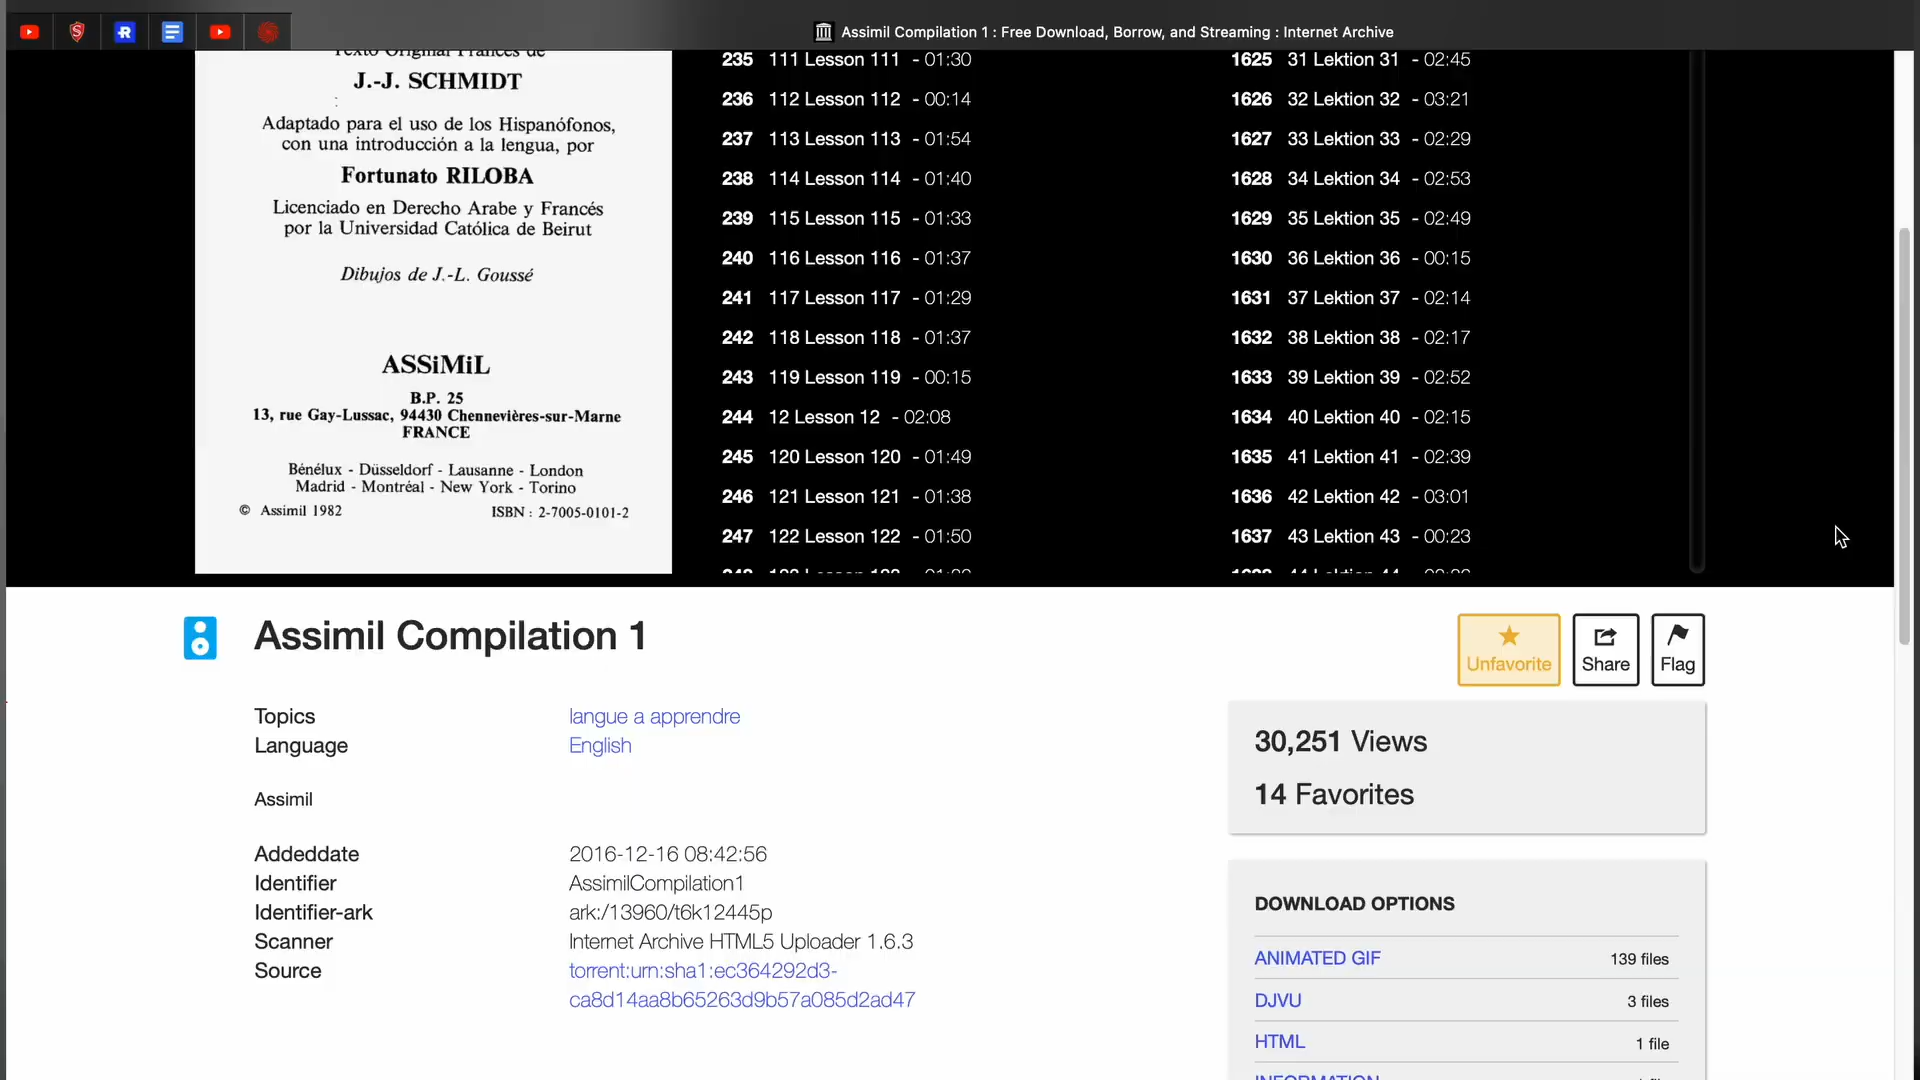 Assimil Compilation 1 : Free Download, Borrow, and Streaming : Internet Archive
Texto Original Francés de
J.-J. SCHMIDT
Adaptado para el uso de los Hispanófonos,
con una introducción a la lengua, por
Fortunato RILOBA
Licenciado en Derecho Arabe y Francés
por la Universidad Católica de Beirut
Dibujos de J.-L. Goussé
ASSiMiL
B.P. 25
13, rue Gay-Lussac, 94430 Chennevières-sur-Marne
FRANCE
Bénélux - Düsseldorf - Lausanne - London
Madrid - Montréal - New York - Torino
© Assimil 1982 ISBN : 2-7005-0101-2
235 111 Lesson 111 - 01:30
236 112 Lesson 112 - 00:14
237 113 Lesson 113 - 01:54
238 114 Lesson 114 - 01:40
239 115 Lesson 115 - 01:33
240 116 Lesson 116 - 01:37
241 117 Lesson 117 - 01:29
242 118 Lesson 118 - 01:37
243 119 Lesson 119 - 00:15
244 12 Lesson 12 - 02:08
245 120 Lesson 120 - 01:49
246 121 Lesson 121 - 01:38
247 122 Lesson 122 - 01:50
1625 31 Lektion 31 - 02:45
1626 32 Lektion 32 - 03:21
1627 33 Lektion 33 - 02:29
1628 34 Lektion 34 - 02:53
1629 35 Lektion 35 - 02:49
1630 36 Lektion 36 - 00:15
1631 37 Lektion 37 - 02:14
1632 38 Lektion 38 - 02:17
1633 39 Lektion 39 - 02:52
1634 40 Lektion 40 - 02:15
1635 41 Lektion 41 - 02:39
1636 42 Lektion 42 - 03:01
1637 43 Lektion 43 - 00:23
Assimil Compilation 1
Unfavorite
Share
Flag
Topics langue a apprendre
Language English
Assimil
Addeddate 2016-12-16 08:42:56
Identifier AssimilCompilation1
Identifier-ark ark:/13960/t6k12445p
Scanner Internet Archive HTML5 Uploader 1.6.3
Source torrent:urn:sha1:ec364292d3-
ca8d14aa8b65263d9b57a085d2ad47
30,251 Views
14 Favorites
DOWNLOAD OPTIONS
ANIMATED GIF 139 files
DJVU 3 files
HTML 1 file